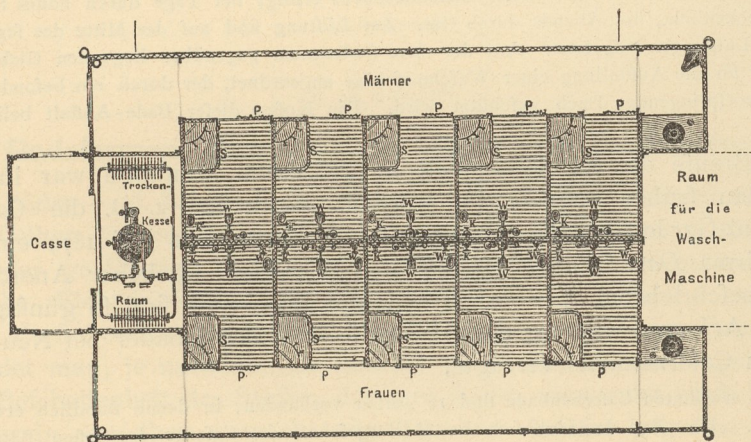 Männer
P P P P P
S S S S S
Trocken-
Kessel
Raum
Casse
W W W W W
K K K K K
K W K W K W K W K W
W W W W W
S S S S S
P P P P P
Frauen
Raum
für die
Wasch-
Maschine